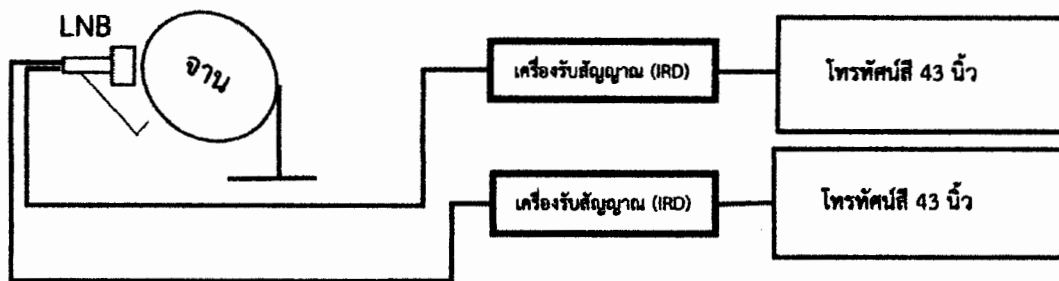 LNB
จาน
เครื่องรับสัญญาณ (IRD)
โทรทัศน์สี 43 นิ้ว
เครื่องรับสัญญาณ (IRD)
โทรทัศน์สี 43 นิ้ว